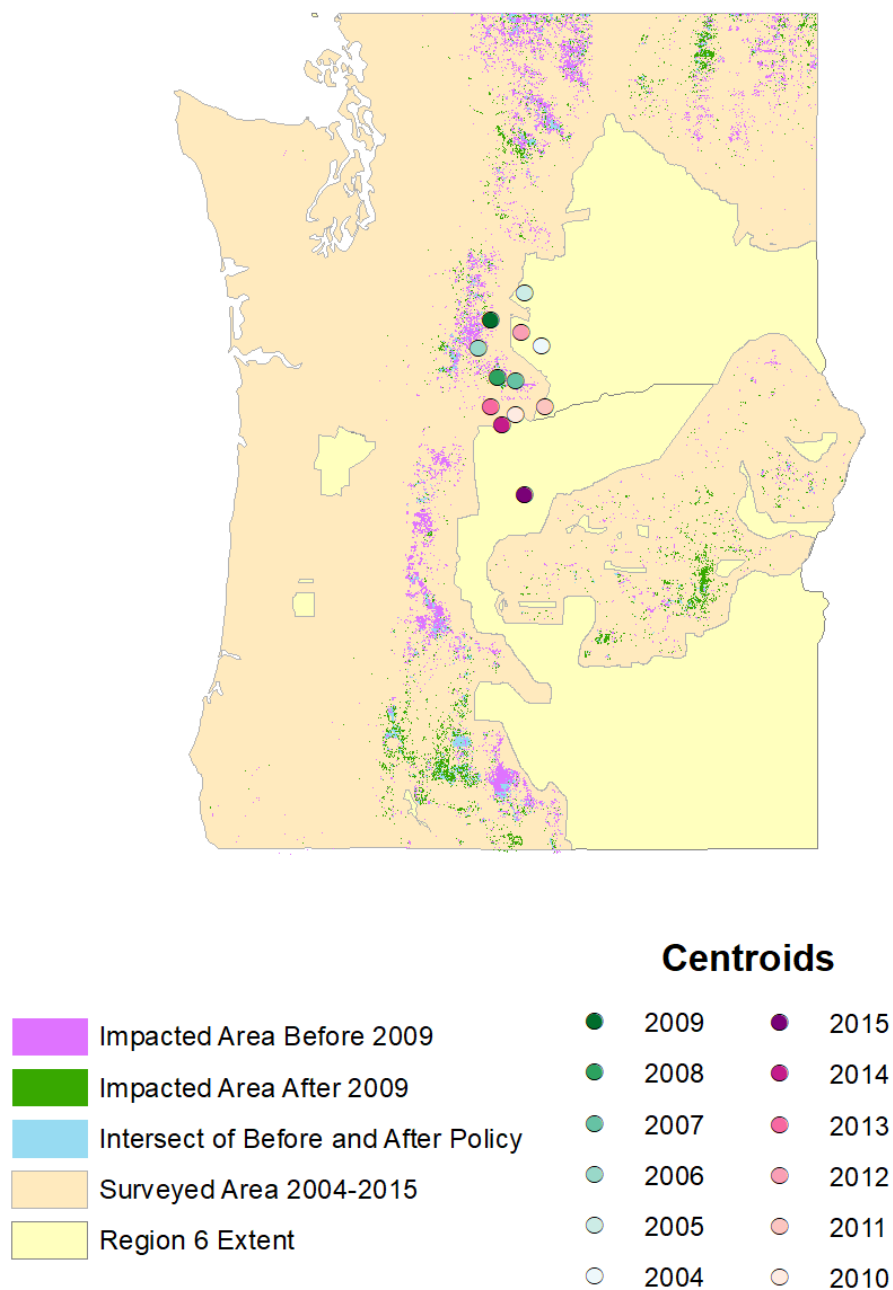 Centroids
Impacted Area Before 2009
Impacted Area After 2009
Intersect of Before and After Policy
Surveyed Area 2004-2015
Region 6 Extent
2009
2008
2007
2006
2005
2004
2015
2014
2013
2012
2011
2010